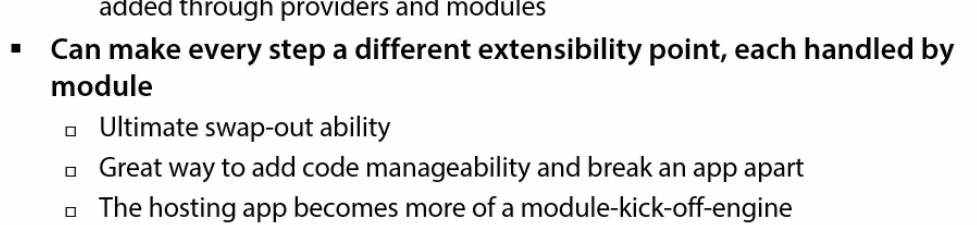 added through providers and modules
▪ Can make every step a different extensibility point, each handled by
module
▫ Ultimate swap-out ability
▫ Great way to add code manageability and break an app apart
▫ The hosting app becomes more of a module-kick-off-engine